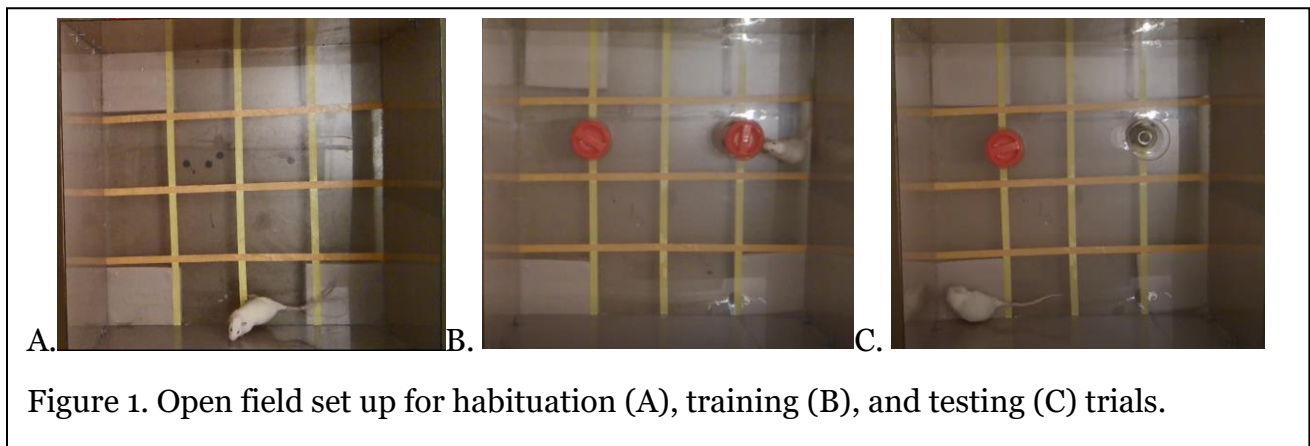 A. B. C.
Figure 1. Open field set up for habituation (A), training (B), and testing (C) trials.